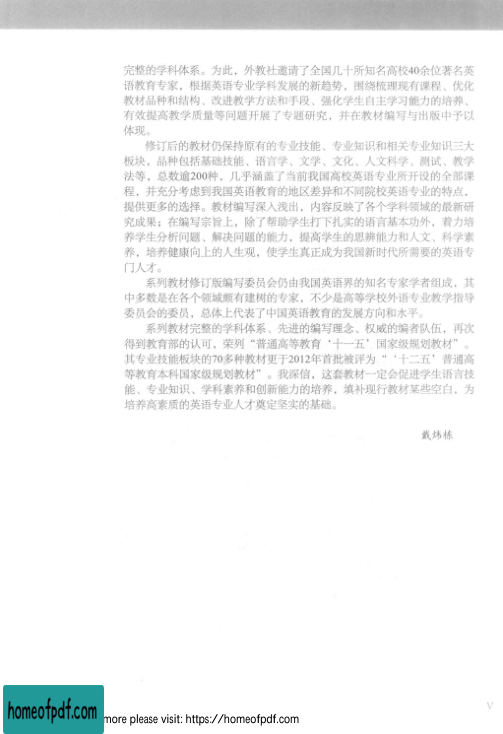 完整的学科体系。为此，外教社邀请了全国几十所知名高校40余位著名英
语教育专家，根据英语专业学科发展的新趋势，围绕梳理现有课程、优化
教材品种和结构、改进教学方法和手段、强化学生自主学习能力的培养、
有效提高教学质量等问题开展了专题研究，并在教材编写与出版中予以
体现。
修订后的教材仍保持原有的专业技能、专业知识和相关专业知识三大
板块，品种包括基础技能、语言学、文学、文化、人文科学、测试、教学
法等，总数逾200种，几乎涵盖了当前我国高校英语专业所开设的全部课
程，并充分考虑到我国英语教育的地区差异和不同院校英语专业的特点，
提供更多的选择。教材编写深入浅出，内容反映了各个学科领域的最新研
究成果；在编写宗旨上，除了帮助学生打下扎实的语言基本功外，着力培
养学生分析问题、解决问题的能力，提高学生的思辨能力和人文、科学素
养，培养健康向上的人生观，使学生真正成为我国新时代所需要的英语专
门人才。
系列教材修订版编写委员会仍由我国英语界的知名专家学者组成，其
中多数是在各个领域颇有建树的专家，不少是高等学校外语专业教学指导
委员会的委员，总体上代表了中国英语教育的发展方向和水平。
系列教材完整的学科体系、先进的编写理念、权威的编者队伍，再次
得到教育部的认可，荣列“普通高等教育‘十一五’国家级规划教材”。
其专业技能板块的70多种教材更于2012年首批被评为“‘十二五’普通高
等教育本科国家级规划教材”。我深信，这套教材一定会促进学生语言技
能、专业知识、学科素养和创新能力的培养，填补现行教材某些空白，为
培养高素质的英语专业人才奠定坚实的基础。
戴炜栋
V
homeofpdf.com
more please visit: https://homeofpdf.com